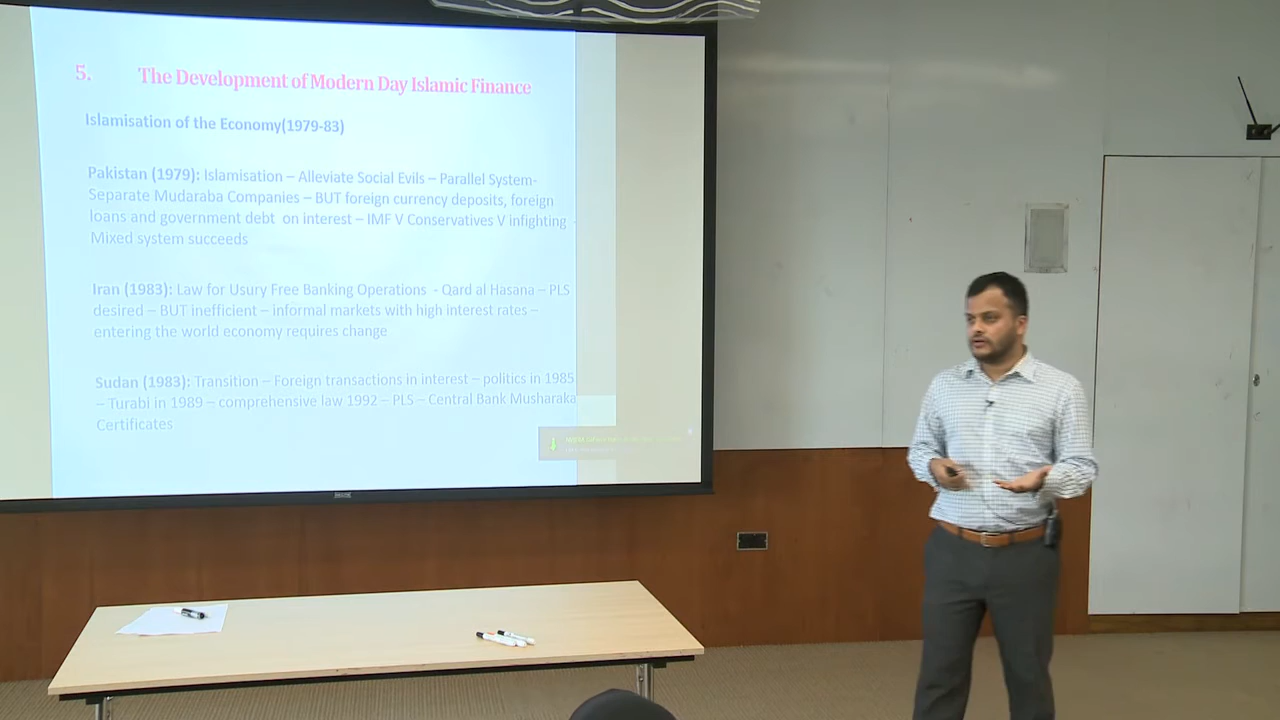 5. The Development of Modern Day Islamic Finance
Islamisation of the Economy(1979-83)
Pakistan (1979): Islamisation – Alleviate Social Evils – Parallel System-
Separate Mudaraba Companies – BUT foreign currency deposits, foreign
loans and government debt on interest – IMF V Conservatives V infighting -
Mixed system succeeds
Iran (1983): Law for Usury Free Banking Operations - Qard al Hasana – PLS
desired – BUT inefficient – informal markets with high interest rates –
entering the world economy requires change
Sudan (1983): Transition – Foreign transactions in interest – politics in 1985
– Turabi in 1989 – comprehensive law 1992 – PLS – Central Bank Musharaka
Certificates